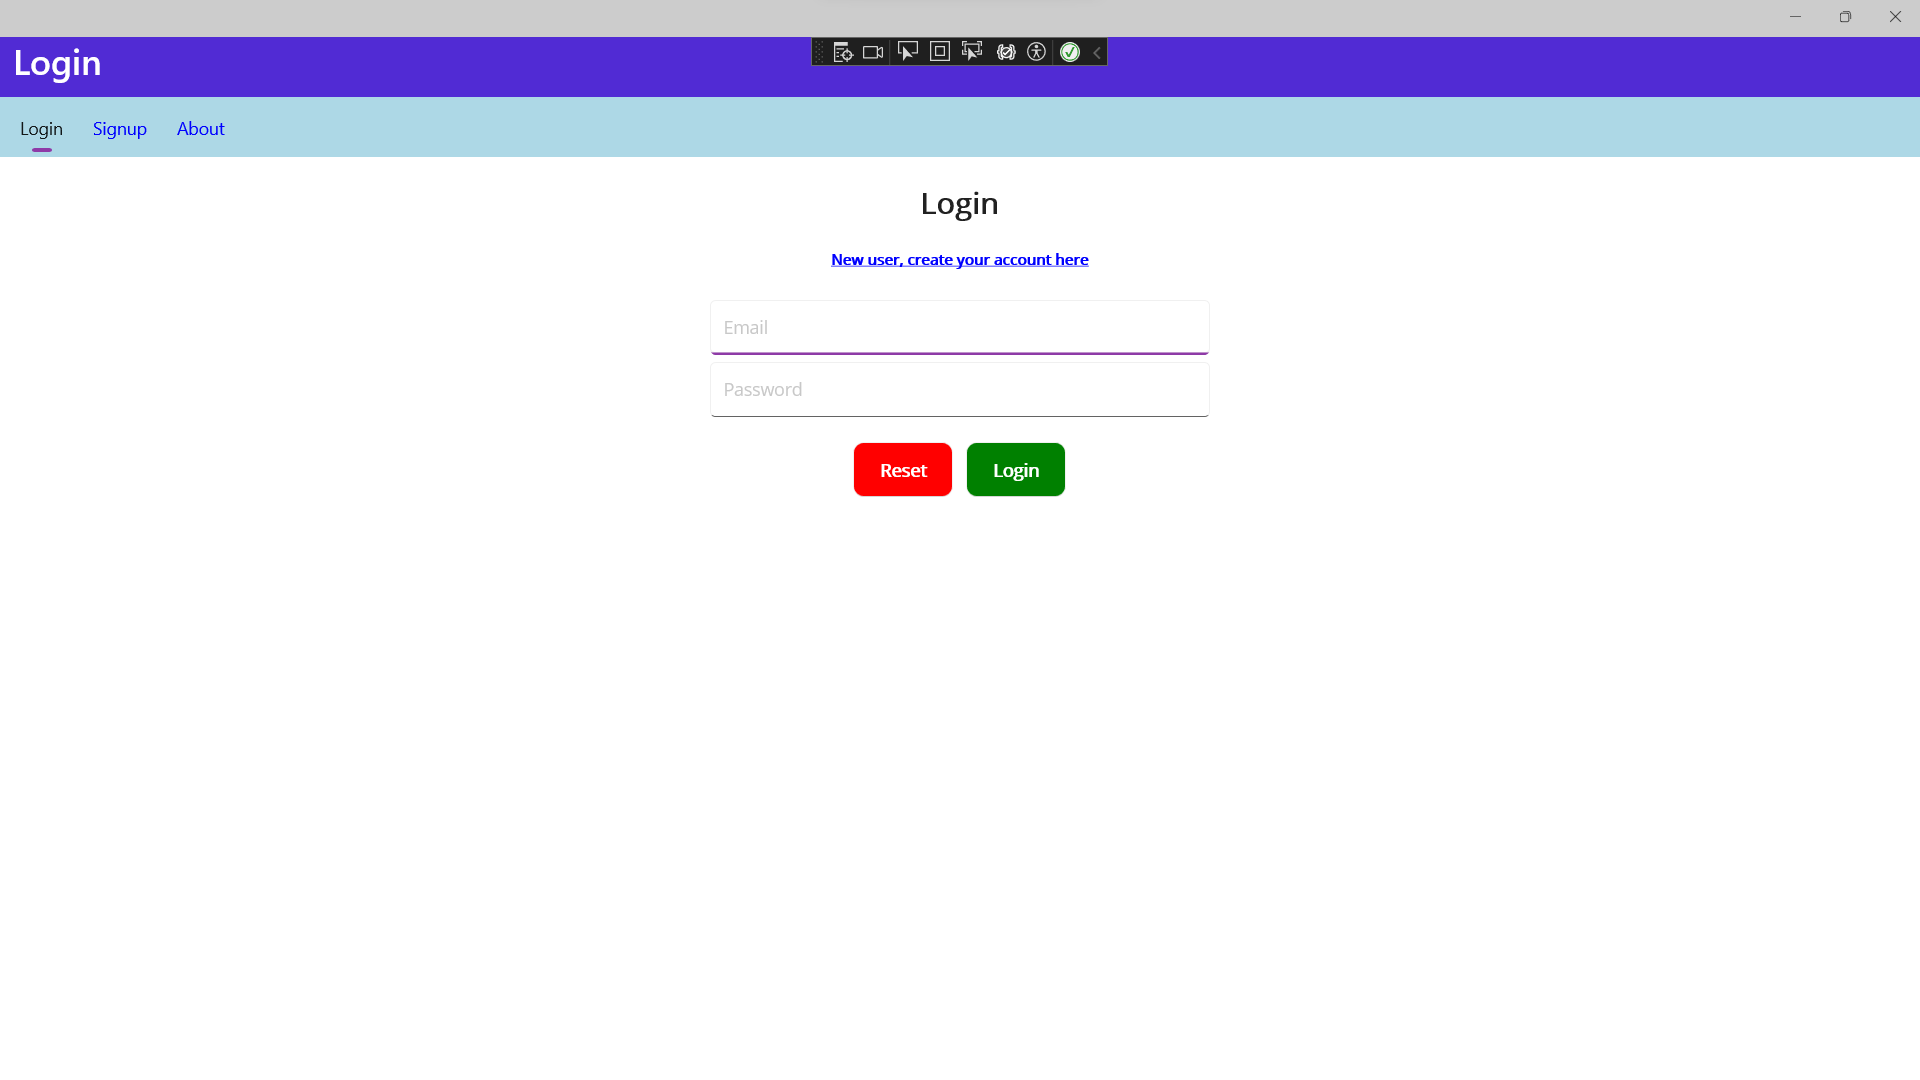 Login
Login Signup About
Login
New user, create your account here
Email
Password
Reset Login